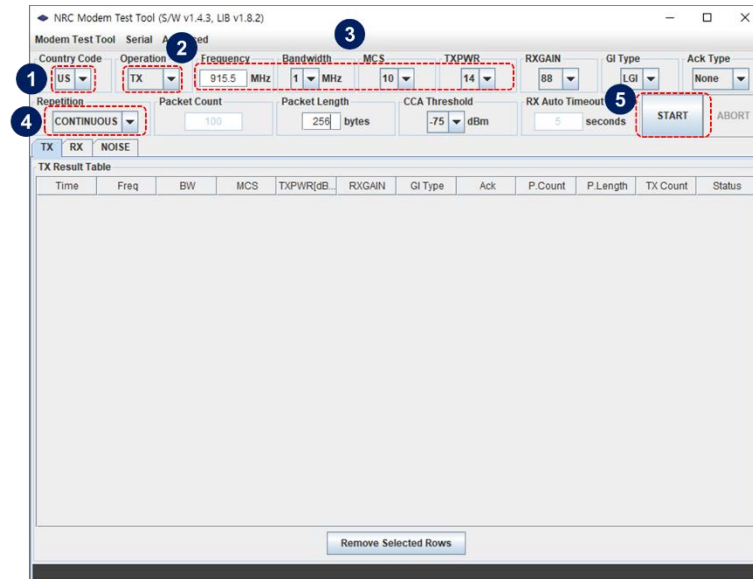 NRC Modem Test Tool (S/W v1.4.3, LIB v1.8.2)
3
Modem Test Tool Serial
2
Country Code Operation Frequency Bandwidth MCS TXPWR RXGAIN GI Type Ack Type
1 US TX 915.5 MHz 1 MHz 10 14 88 LGI None
Repetition Packet Count Packet Length CCA Threshold RX Auto Timeout 5
4 CONTINUOUS 100 256 bytes -75 dBm 5 seconds START ABORT
TX RX NOISE
TX Result Table
Time Freq BW MCS TXPWR[dB... RXGAIN GI Type Ack P.Count P.Length TX Count Status
Remove Selected Rows